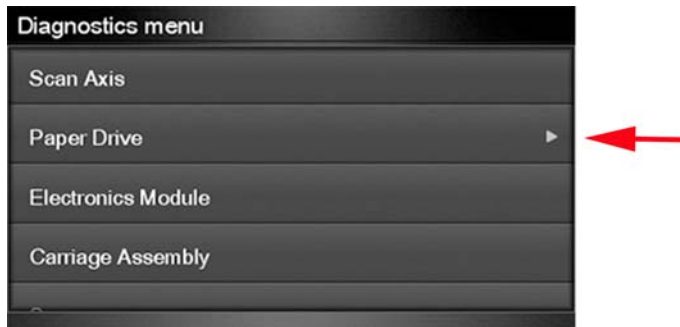 Diagnostics menu
Scan Axis
Paper Drive
Electronics Module
Carriage Assembly